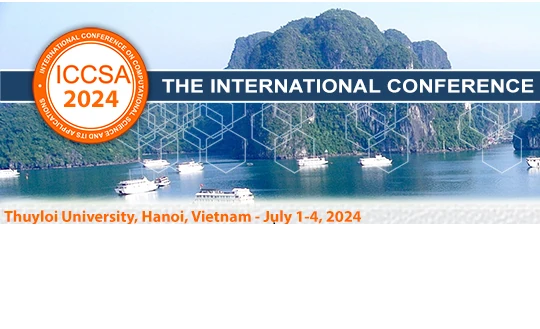 INTERNATIONAL CONFERENCE ON COMPUTATIONAL SCIENCE AND ITS APPLICATIONS
ICCSA
2024
THE INTERNATIONAL CONFERENCE
Thuyloi University, Hanoi, Vietnam - July 1-4, 2024